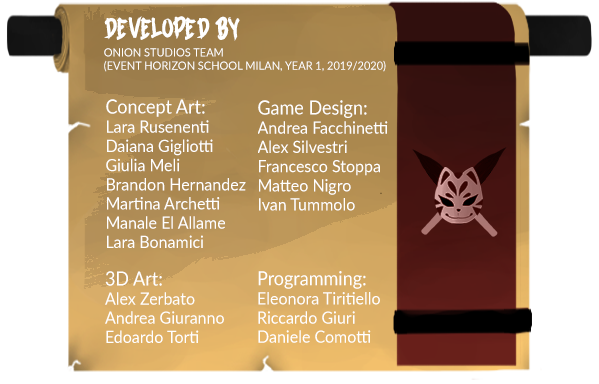 DEVELOPED BY
ONION STUDIOS TEAM
(EVENT HORIZON SCHOOL MILAN, YEAR 1, 2019/2020)
Concept Art:
Lara Rusenenti
Daiana Gigliotti
Giulia Meli
Brandon Hernandez
Martina Archetti
Manale El Allame
Lara Bonamici
Game Design:
Andrea Facchinetti
Alex Silvestri
Francesco Stoppa
Matteo Nigro
Ivan Tummolo
3D Art:
Alex Zerbato
Andrea Giuranno
Edoardo Torti
Programming:
Eleonora Tiritiello
Riccardo Giuri
Daniele Comotti